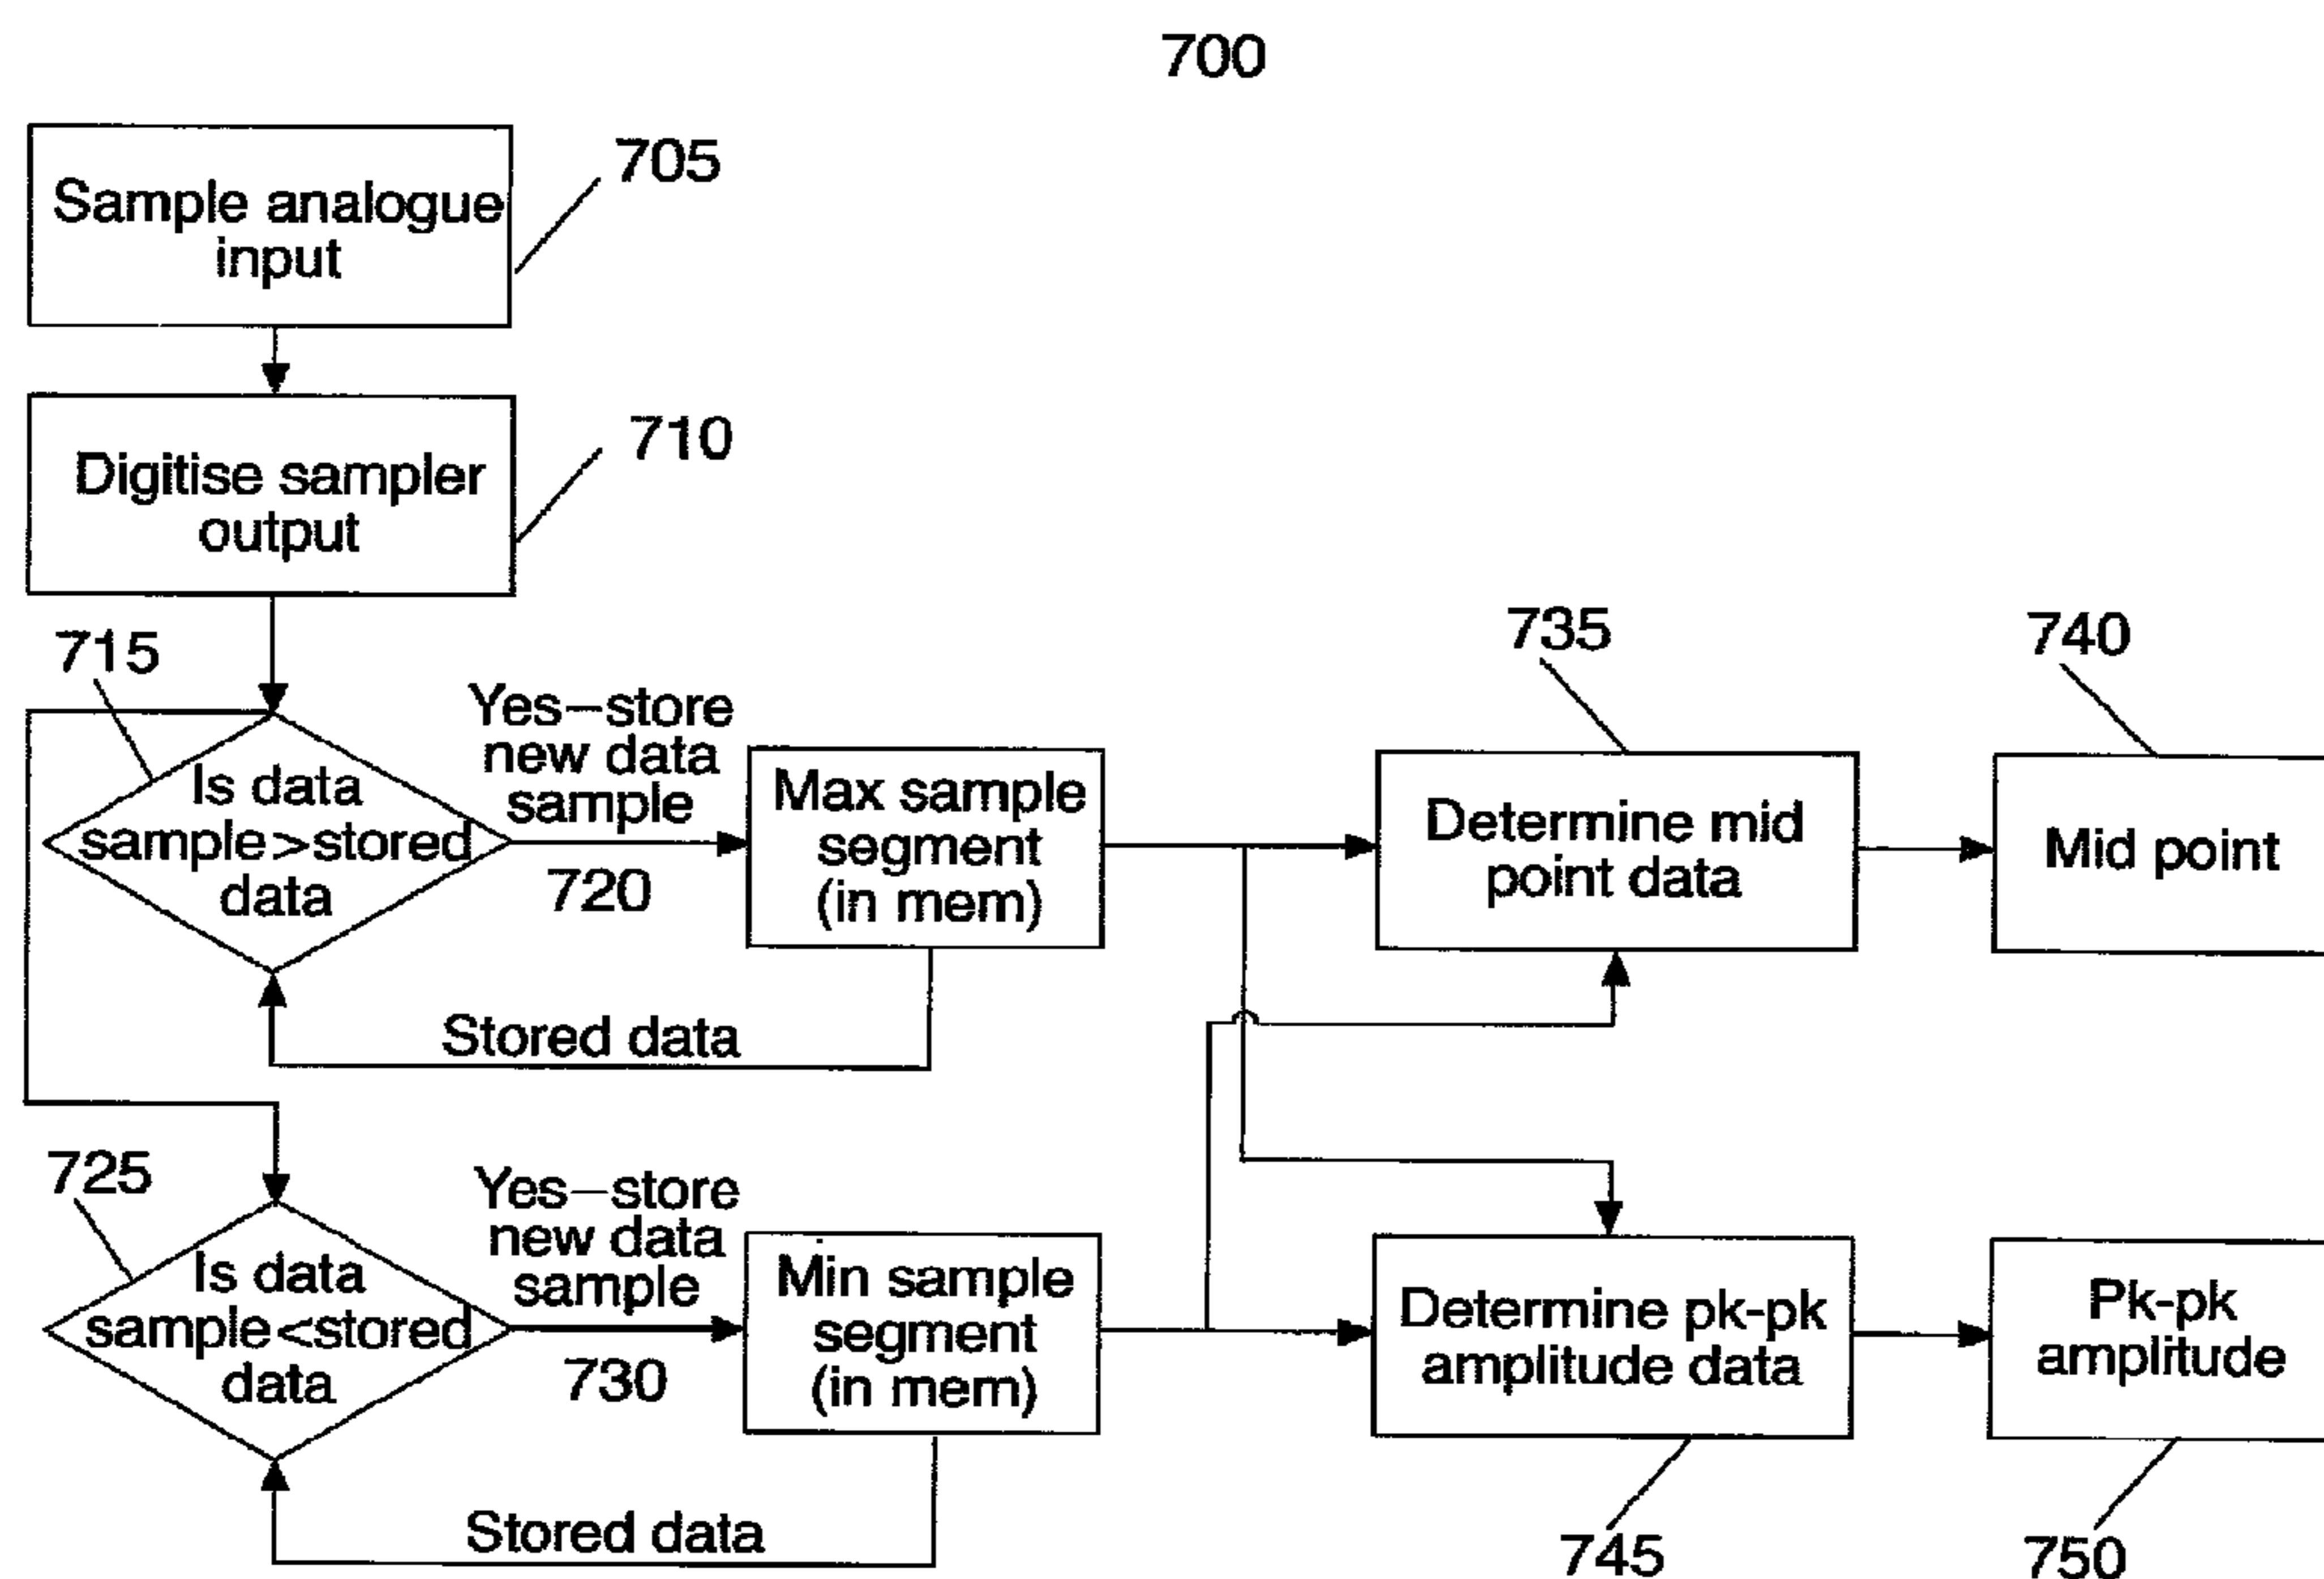 700
Sample analogue
input
705
Digitise sampler
output
710
715
Is data
sample>stored
data
Yes–store
new data
sample
720
Max sample
segment
(in mem)
Stored data
735
Determine mid
point data
740
Mid point
725
Is data
sample<stored
data
Yes–store
new data
sample
730
Min sample
segment
(in mem)
Stored data
Determine pk-pk
amplitude data
745
Pk-pk
amplitude
750